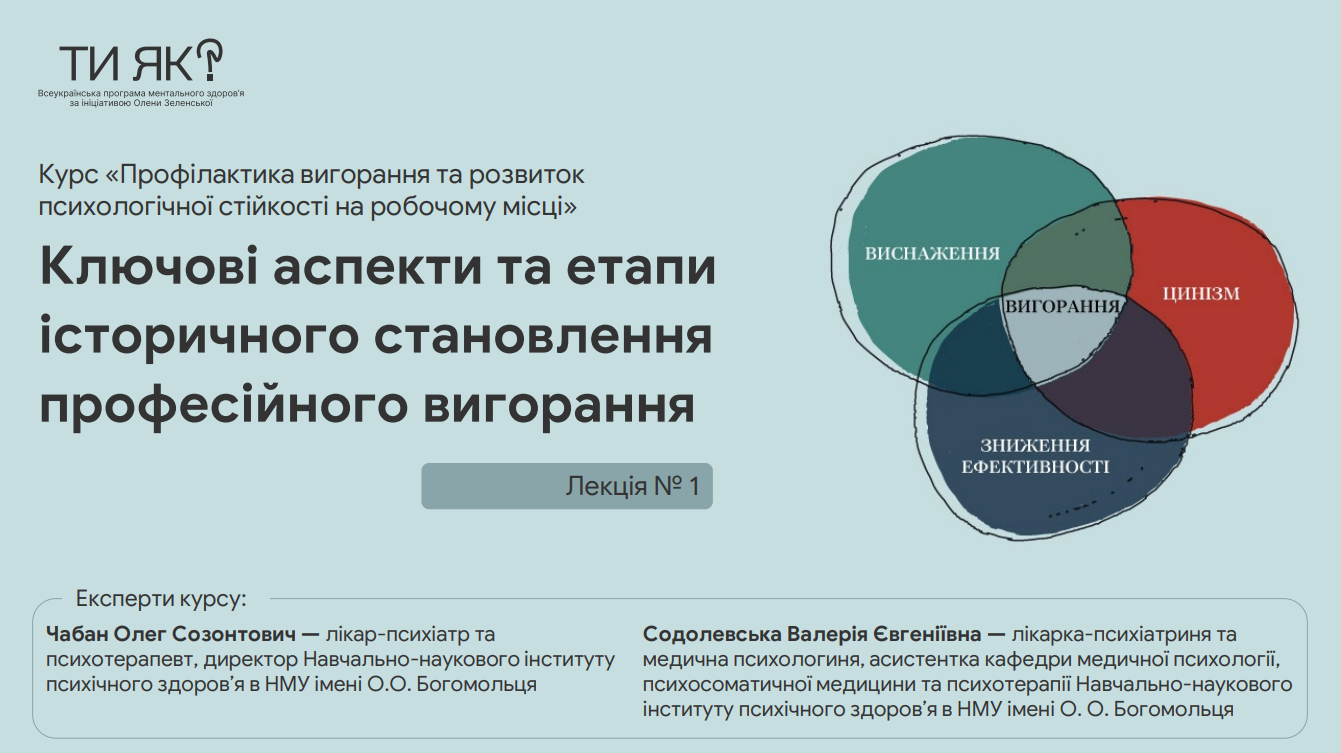 ТИ ЯК?
Всеукраїнська програма ментального здоров’я
за ініціативою Олени Зеленської
Курс «Профілактика вигорання та розвиток
психологічної стійкості на робочому місці»
Ключові аспекти та етапи
історичного становлення
професійного вигорання
Лекція № 1
ВИСНАЖЕННЯ
ЦИНІЗМ
ВИГОРАННЯ
ЗНИЖЕННЯ
ЕФЕКТИВНОСТІ
Експерти курсу:
Чабан Олег Созонтович — лікар-психіатр та
психотерапевт, директор Навчально-наукового інституту
психічного здоров’я в НМУ імені О.О. Богомольця
Содолевська Валерія Євгеніївна — лікарка-психіатриня та
медична психологиня, асистентка кафедри медичної психології,
психосоматичної медицини та психотерапії Навчально-наукового
інституту психічного здоров’я в НМУ імені О. О. Богомольця